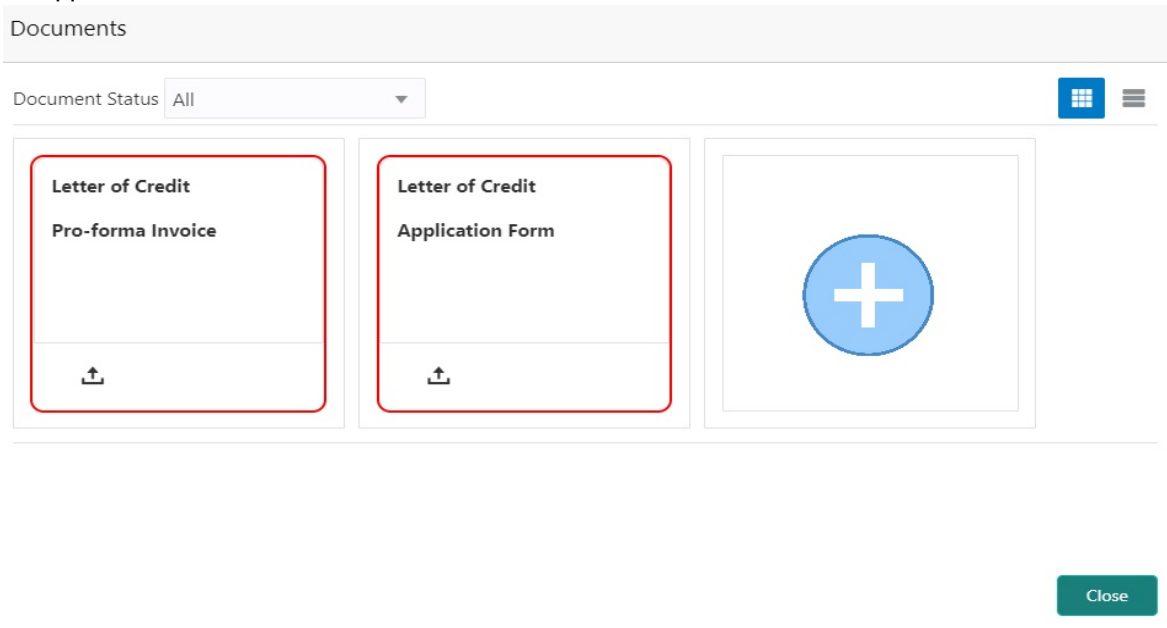 Documents
Document Status All
Letter of Credit
Pro-forma Invoice
Letter of Credit
Application Form
Close